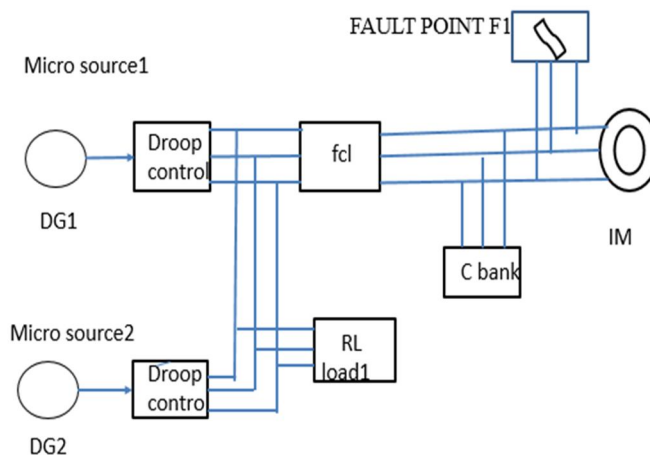 FAULT POINT F1
Micro source1
Droop
control
fcl
DG1
IM
C bank
Micro source2
RL
load1
Droop
contro
DG2